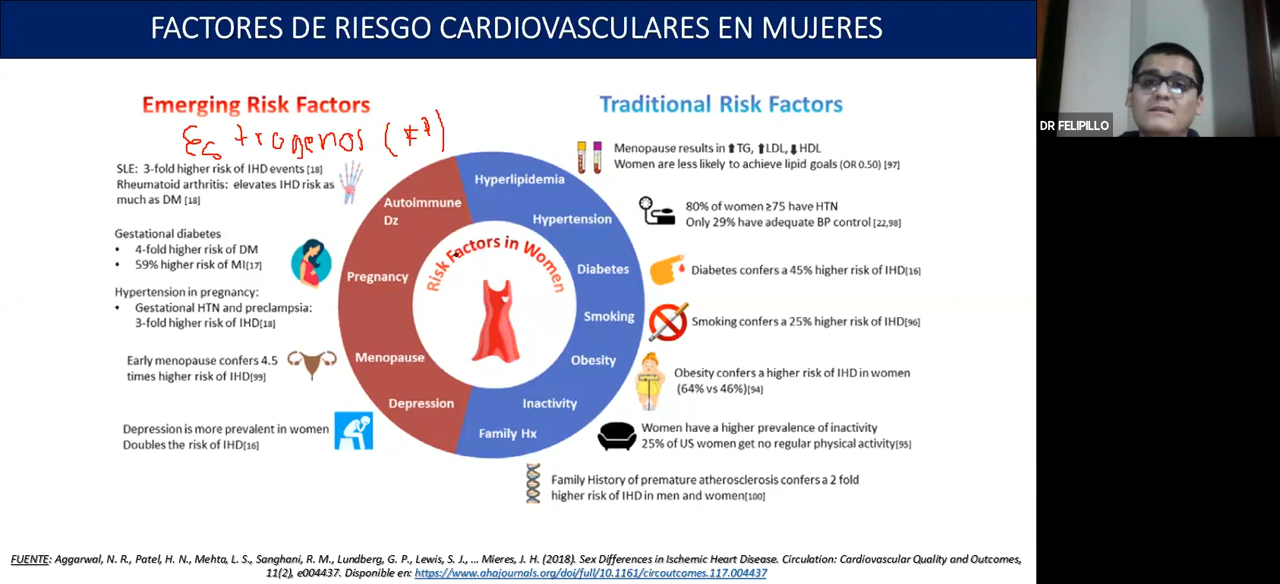 FACTORES DE RIESGO CARDIOVASCULARES EN MUJERES
DR FELIPILLO
Emerging Risk Factors
Estrogenos
SLE: 3-fold higher risk of IHD events [18]
Rheumatoid arthritis: elevates IHD risk as
much as DM [18]
Gestational diabetes
• 4-fold higher risk of DM
• 59% higher risk of MI[17]
Hypertension in pregnancy:
• Gestational HTN and preclampsia:
3-fold higher risk of IHD[18]
Early menopause confers 4.5
times higher risk of IHD[99]
Depression is more prevalent in women
Doubles the risk of IHD[16]
Autoimmune
Dz
Pregnancy
Menopause
Depression
Risk Factors in Women
Hyperlipidemia
Hypertension
Diabetes
Smoking
Obesity
Inactivity
Family Hx
Traditional Risk Factors
Menopause results in ⬆TG, ⬆LDL, ⬇HDL
Women are less likely to achieve lipid goals (OR 0.50) [97]
80% of women ≥75 have HTN
Only 29% have adequate BP control [22,98]
Diabetes confers a 45% higher risk of IHD[16]
Smoking confers a 25% higher risk of IHD[96]
Obesity confers a higher risk of IHD in women
(64% vs 46%)[94]
Women have a higher prevalence of inactivity
25% of US women get no regular physical activity[95]
Family History of premature atherosclerosis confers a 2 fold
higher risk of IHD in men and women[100]
FUENTE: Aggarwal, N. R., Patel, H. N., Mehta, L. S., Sanghani, R. M., Lundberg, G. P., Lewis, S. J., … Mieres, J. H. (2018). Sex Differences in Ischemic Heart Disease. Circulation: Cardiovascular Quality and Outcomes,
11(2), e004437. Disponible en: https://www.ahajournals.org/doi/full/10.1161/circoutcomes.117.004437